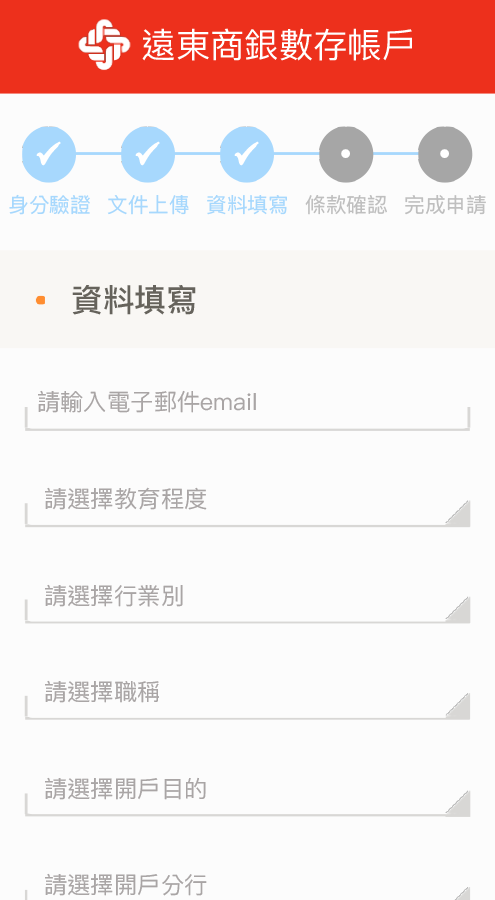 遠東商銀數存帳戶
身分驗證 文件上傳 資料填寫 條款確認 完成申請
資料填寫
請輸入電子郵件email
請選擇教育程度
請選擇行業別
請選擇職稱
請選擇開戶目的
請選擇開戶分行